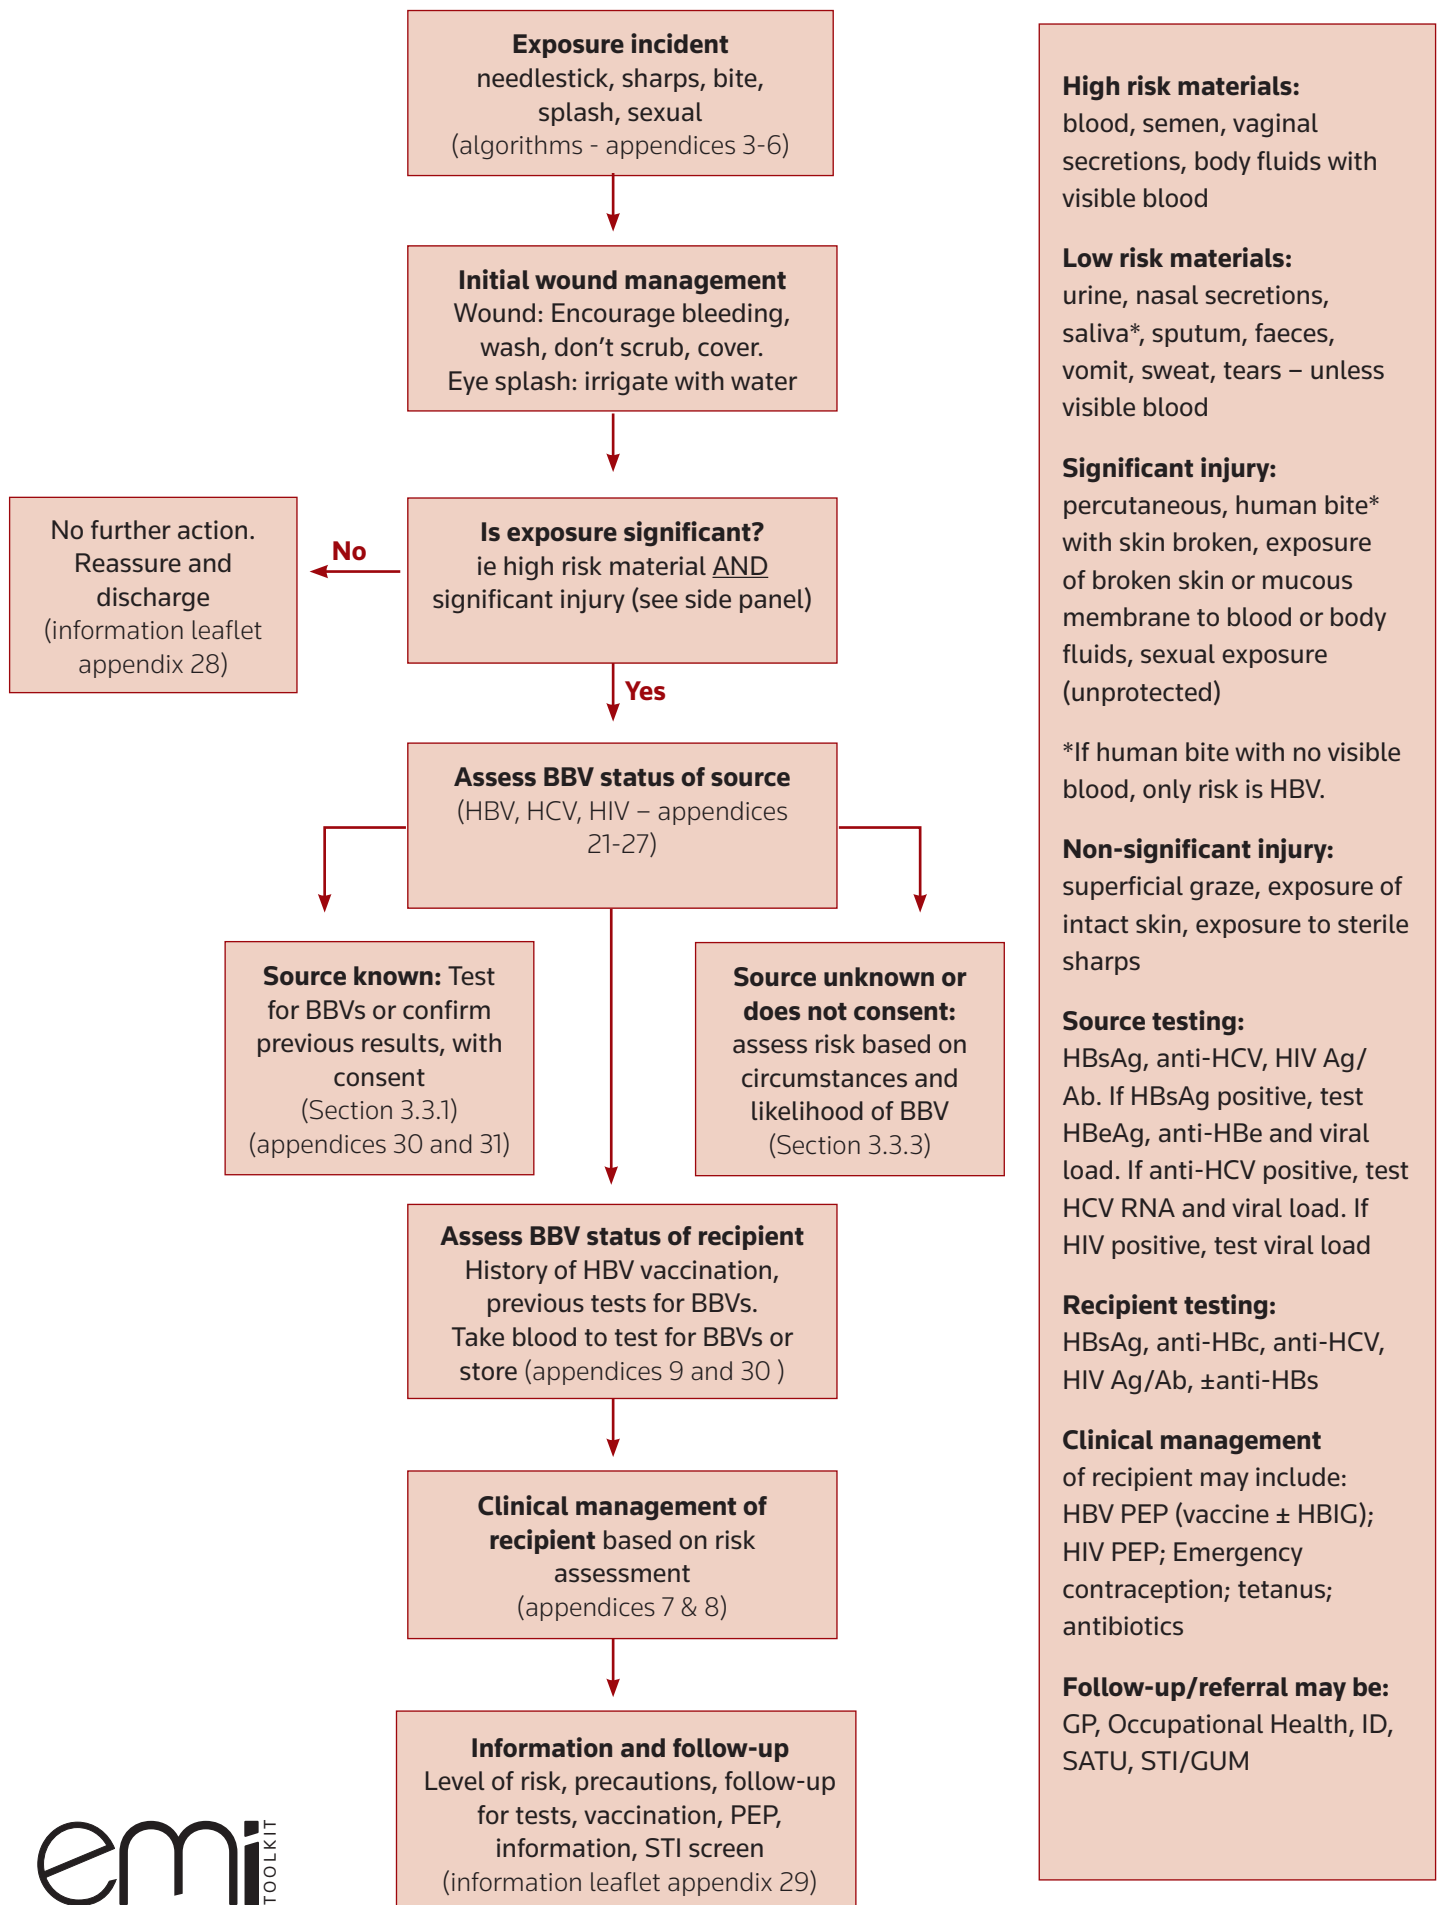 Exposure incident
needlestick, sharps, bite,
splash, sexual
(algorithms - appendices 3-6)
Initial wound management
Wound: Encourage bleeding,
wash, don’t scrub, cover.
Eye splash: irrigate with water
Is exposure significant?
ie high risk material AND
significant injury (see side panel)
No
No further action.
Reassure and
discharge
(information leaflet
appendix 28)
Yes
Assess BBV status of source
(HBV, HCV, HIV – appendices
21-27)
Source known: Test
for BBVs or confirm
previous results, with
consent
(Section 3.3.1)
(appendices 30 and 31)
Source unknown or
does not consent:
assess risk based on
circumstances and
likelihood of BBV
(Section 3.3.3)
Assess BBV status of recipient
History of HBV vaccination,
previous tests for BBVs.
Take blood to test for BBVs or
store (appendices 9 and 30 )
Clinical management of
recipient based on risk
assessment
(appendices 7 & 8)
Information and follow-up
Level of risk, precautions, follow-up
for tests, vaccination, PEP,
information, STI screen
(information leaflet appendix 29)
High risk materials:
blood, semen, vaginal
secretions, body fluids with
visible blood
Low risk materials:
urine, nasal secretions,
saliva*, sputum, faeces,
vomit, sweat, tears – unless
visible blood
Significant injury:
percutaneous, human bite*
with skin broken, exposure
of broken skin or mucous
membrane to blood or body
fluids, sexual exposure
(unprotected)
*If human bite with no visible
blood, only risk is HBV.
Non-significant injury:
superficial graze, exposure of
intact skin, exposure to sterile
sharps
Source testing:
HBsAg, anti-HCV, HIV Ag/
Ab. If HBsAg positive, test
HBeAg, anti-HBe and viral
load. If anti-HCV positive, test
HCV RNA and viral load. If
HIV positive, test viral load
Recipient testing:
HBsAg, anti-HBc, anti-HCV,
HIV Ag/Ab, ±anti-HBs
Clinical management
of recipient may include:
HBV PEP (vaccine ± HBIG);
HIV PEP; Emergency
contraception; tetanus;
antibiotics
Follow-up/referral may be:
GP, Occupational Health, ID,
SATU, STI/GUM
emi
TOOLKIT